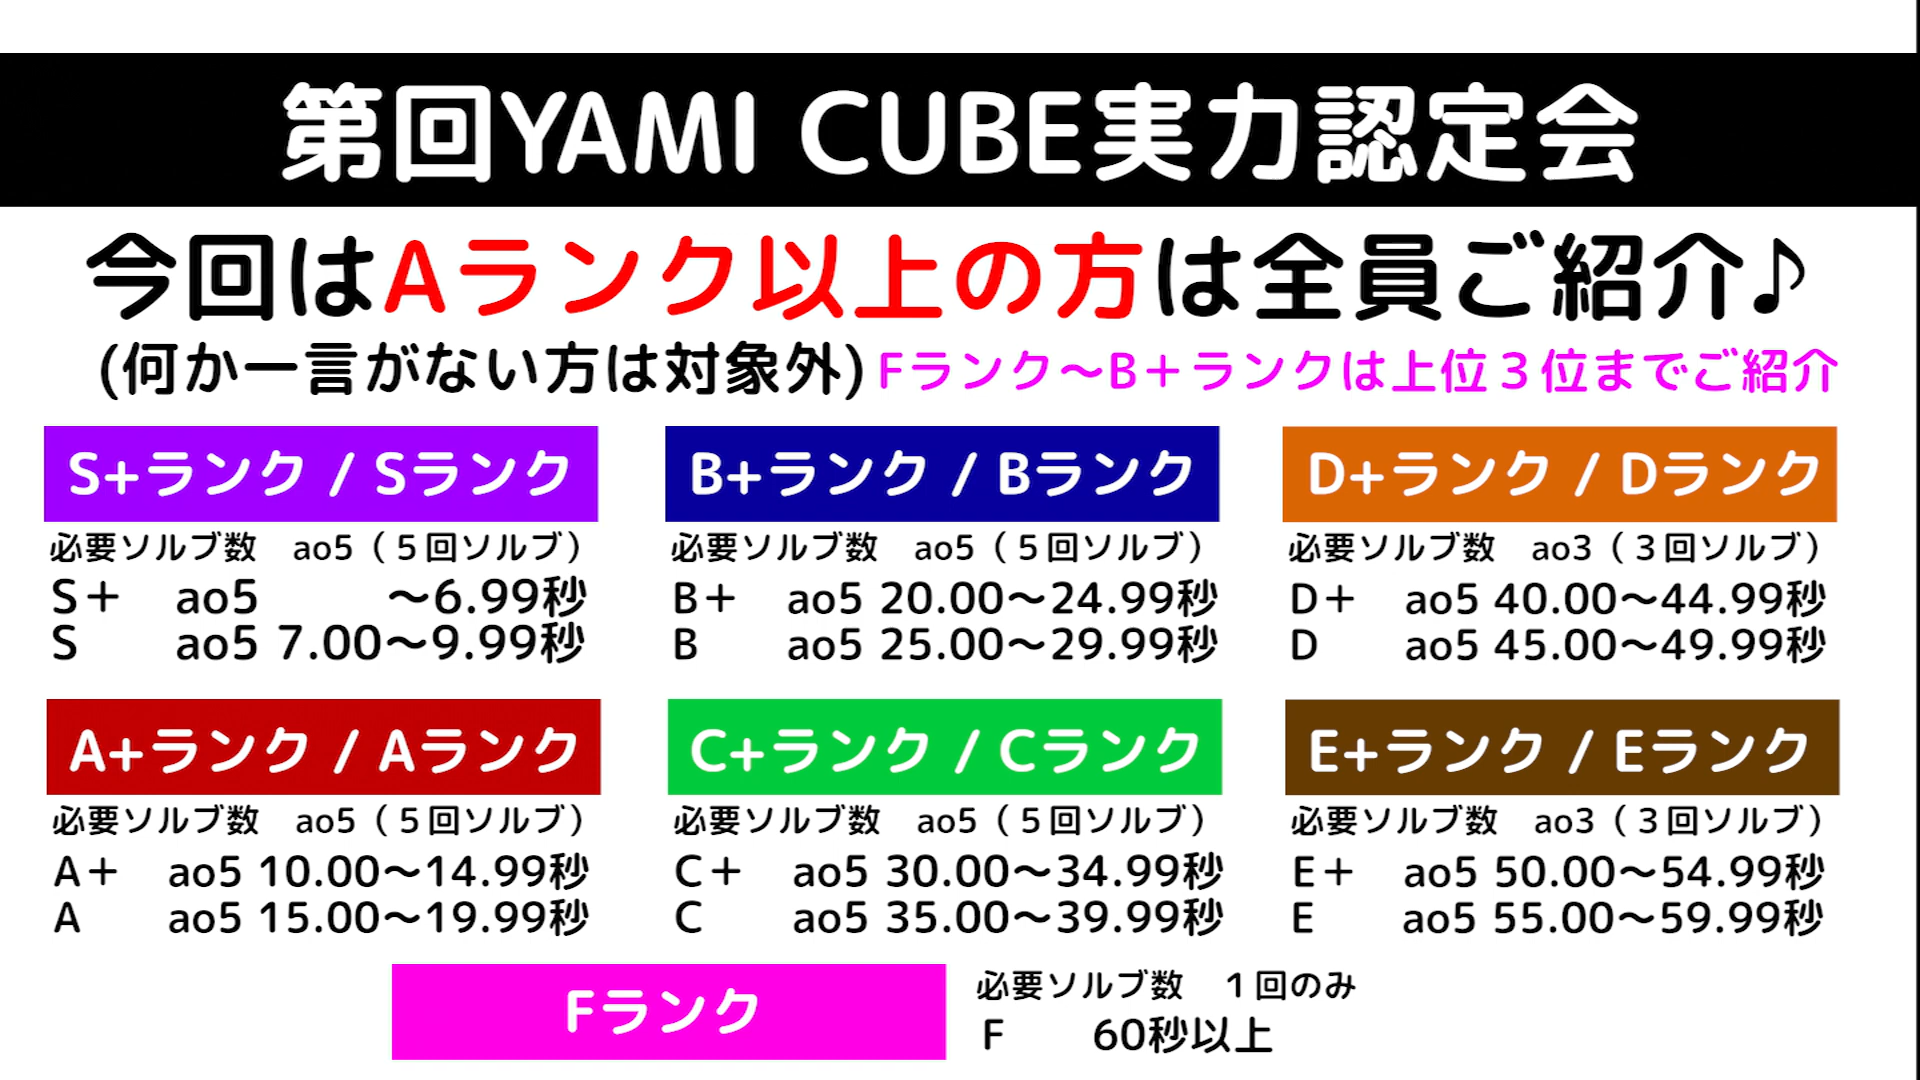 第回YAMI CUBE実力認定会
今回はAランク以上の方は全員ご紹介♪
(何か一言がない方は対象外) Fランク～B＋ランクは上位３位までご紹介
S+ランク / Sランク
必要ソルブ数　ao5（５回ソルブ）
S＋　ao5　　　～6.99秒
S　　ao5 7.00～9.99秒
B+ランク / Bランク
必要ソルブ数　ao5（５回ソルブ）
B＋　ao5 20.00～24.99秒
B　　ao5 25.00～29.99秒
D+ランク / Dランク
必要ソルブ数　ao3（３回ソルブ）
D＋　ao5 40.00～44.99秒
D　　ao5 45.00～49.99秒
A+ランク / Aランク
必要ソルブ数　ao5（５回ソルブ）
A＋　ao5 10.00～14.99秒
A　　ao5 15.00～19.99秒
C+ランク / Cランク
必要ソルブ数　ao5（５回ソルブ）
C＋　ao5 30.00～34.99秒
C　　ao5 35.00～39.99秒
E+ランク / Eランク
必要ソルブ数　ao3（３回ソルブ）
E＋　ao5 50.00～54.99秒
E　　ao5 55.00～59.99秒
Fランク
必要ソルブ数　１回のみ
F　　60秒以上